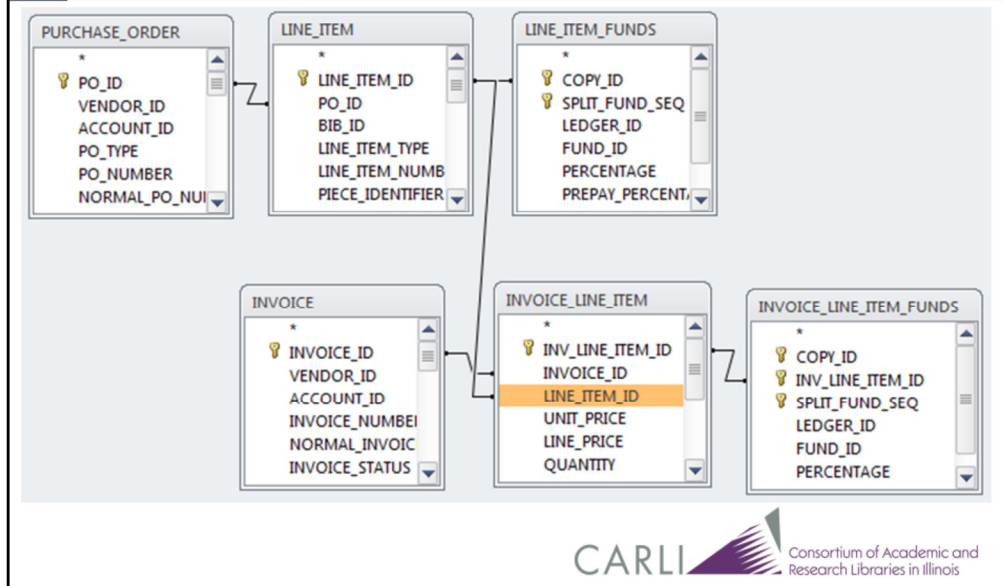 PURCHASE_ORDER
*
PO_ID
VENDOR_ID
ACCOUNT_ID
PO_TYPE
PO_NUMBER
NORMAL_PO_NUI
LINE_ITEM
*
LINE_ITEM_ID
PO_ID
BIB_ID
LINE_ITEM_TYPE
LINE_ITEM_NUMB
PIECE_IDENTIFIER
LINE_ITEM_FUNDS
*
COPY_ID
SPLIT_FUND_SEQ
LEDGER_ID
FUND_ID
PERCENTAGE
PREPAY_PERCENT
INVOICE
*
INVOICE_ID
VENDOR_ID
ACCOUNT_ID
INVOICE_NUMBEI
NORMAL_INVOIC
INVOICE_STATUS
INVOICE_LINE_ITEM
*
INV_LINE_ITEM_ID
INVOICE_ID
LINE_ITEM_ID
UNIT_PRICE
LINE_PRICE
QUANTITY
INVOICE_LINE_ITEM_FUNDS
*
COPY_ID
INV_LINE_ITEM_ID
SPLIT_FUND_SEQ
LEDGER_ID
FUND_ID
PERCENTAGE
CARLI
Consortium of Academic and
Research Libraries in Illinois